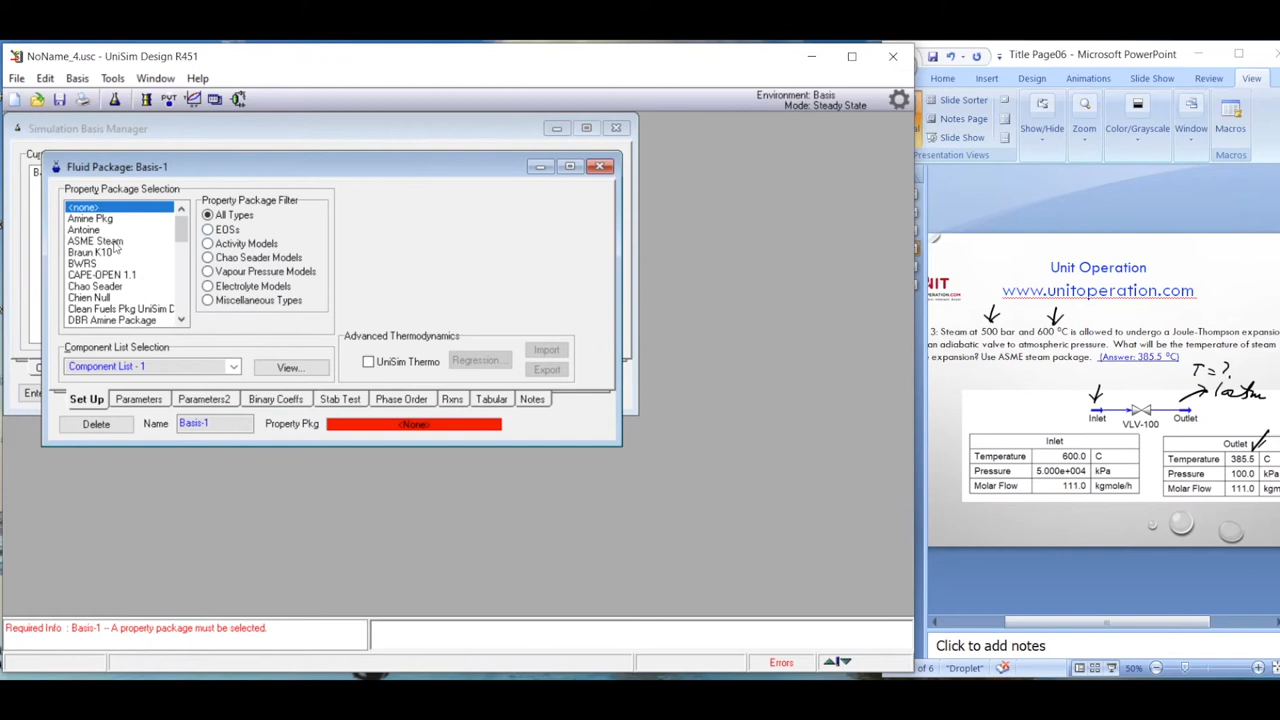 NoName_4.usc - UniSim Design R451
File Edit Basis Tools Window Help
Environment: Basis
Mode: Steady State
Simulation Basis Manager
Fluid Package: Basis-1
Property Package Selection
<none>
Amine Pkg
Antoine
ASME Steam
Braun K10
BWRS
CAPE-OPEN 1.1
Chao Seader
Chien Null
Clean Fuels Pkg UniSim D
DBR Amine Package
Property Package Filter
All Types
EOSs
Activity Models
Chao Seader Models
Vapour Pressure Models
Electrolyte Models
Miscellaneous Types
Component List Selection
Component List - 1
View...
Advanced Thermodynamics
UniSim Thermo
Regression...
Import
Export
Set Up Parameters Parameters2 Binary Coeffs Stab Test Phase Order Rxns Tabular Notes
Delete Name Basis-1 Property Pkg <None>
Required Info : Basis-1 -- A property package must be selected.
Errors
Title Page06 - Microsoft PowerPoint
Home Insert Design Animations Slide Show Review View
Slide Sorter
Notes Page
Slide Show
Presentation Views
Show/Hide
Zoom
Color/Grayscale
Window
Macros
Macros
Unit Operation
www.unitoperation.com
3: Steam at 500 bar and 600 °C is allowed to undergo a Joule-Thompson expansion
an adiabatic valve to atmospheric pressure. What will be the temperature of steam
expansion? Use ASME steam package. (Answer: 385.5 °C)
T = ?
Inlet
VLV-100
Outlet
Inlet
Temperature 600.0 C
Pressure 5.000e+004 kPa
Molar Flow 111.0 kgmole/h
Outlet
Temperature 385.5 C
Pressure 100.0 kPa
Molar Flow 111.0 kgmole/h
Click to add notes
of 6 "Droplet" 50%